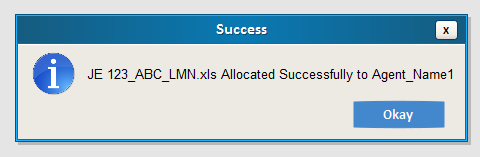 Success
x
i
JE 123_ABC_LMN.xls Allocated Successfully to Agent_Name1
Okay